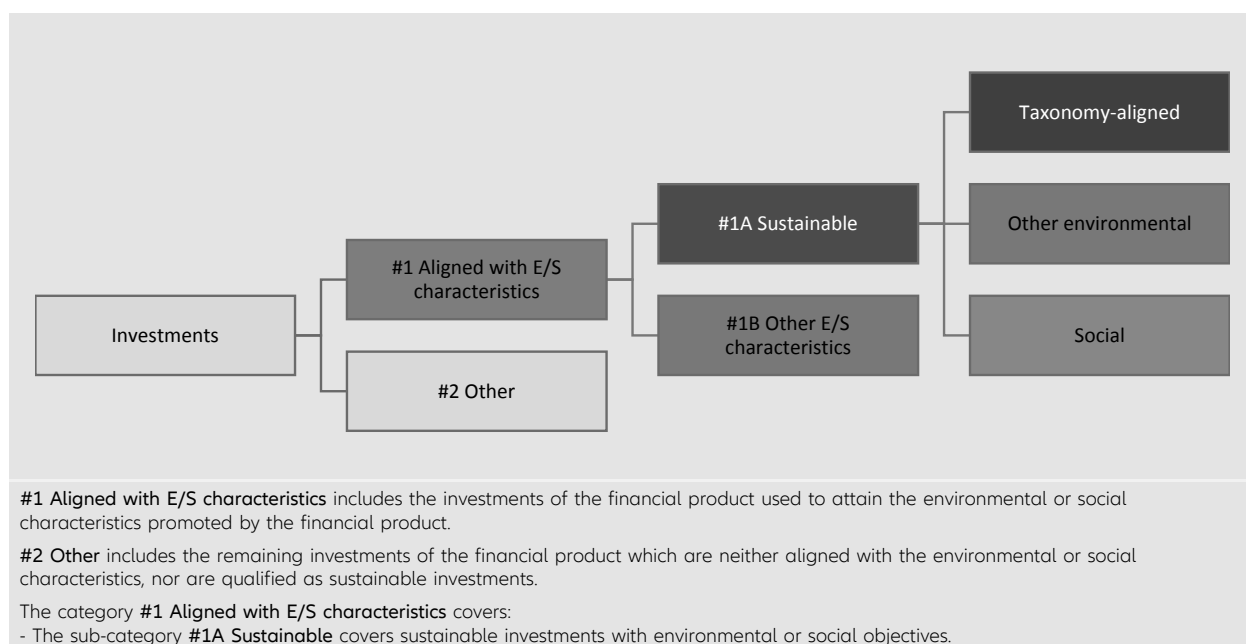 Taxonomy-aligned
#1A Sustainable
Other environmental
#1 Aligned with E/S
characteristics
Investments
#1B Other E/S
characteristics
Social
#2 Other
#1 Aligned with E/S characteristics includes the investments of the financial product used to attain the environmental or social
characteristics promoted by the financial product.
#2 Other includes the remaining investments of the financial product which are neither aligned with the environmental or social
characteristics, nor are qualified as sustainable investments.
The category #1 Aligned with E/S characteristics covers:
- The sub-category #1A Sustainable covers sustainable investments with environmental or social objectives.